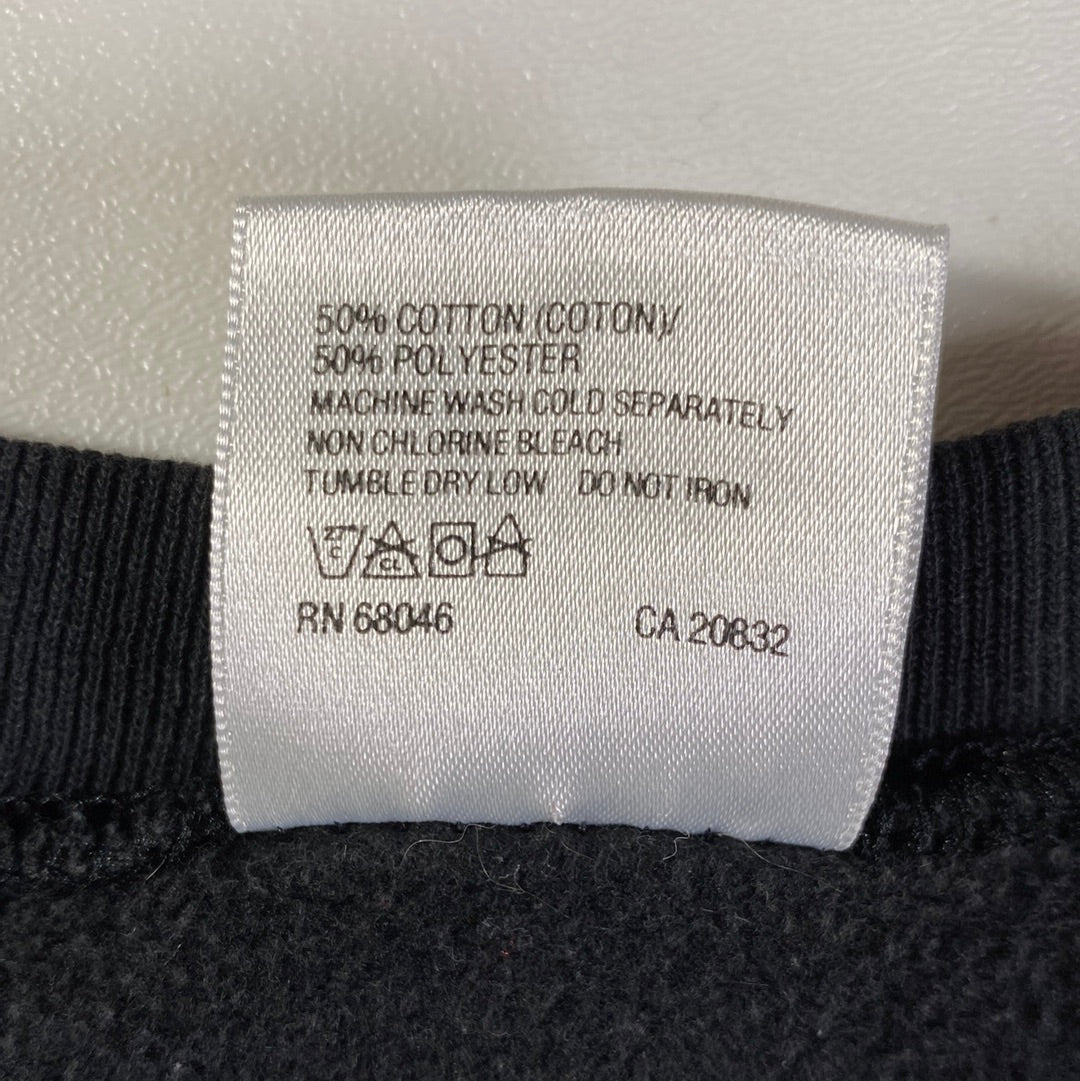 50% COTTON (COTON)/
50% POLYESTER
MACHINE WASH COLD SEPARATELY
NON CHLORINE BLEACH
TUMBLE DRY LOW DO NOT IRON
CL
RN 68046 CA 20832